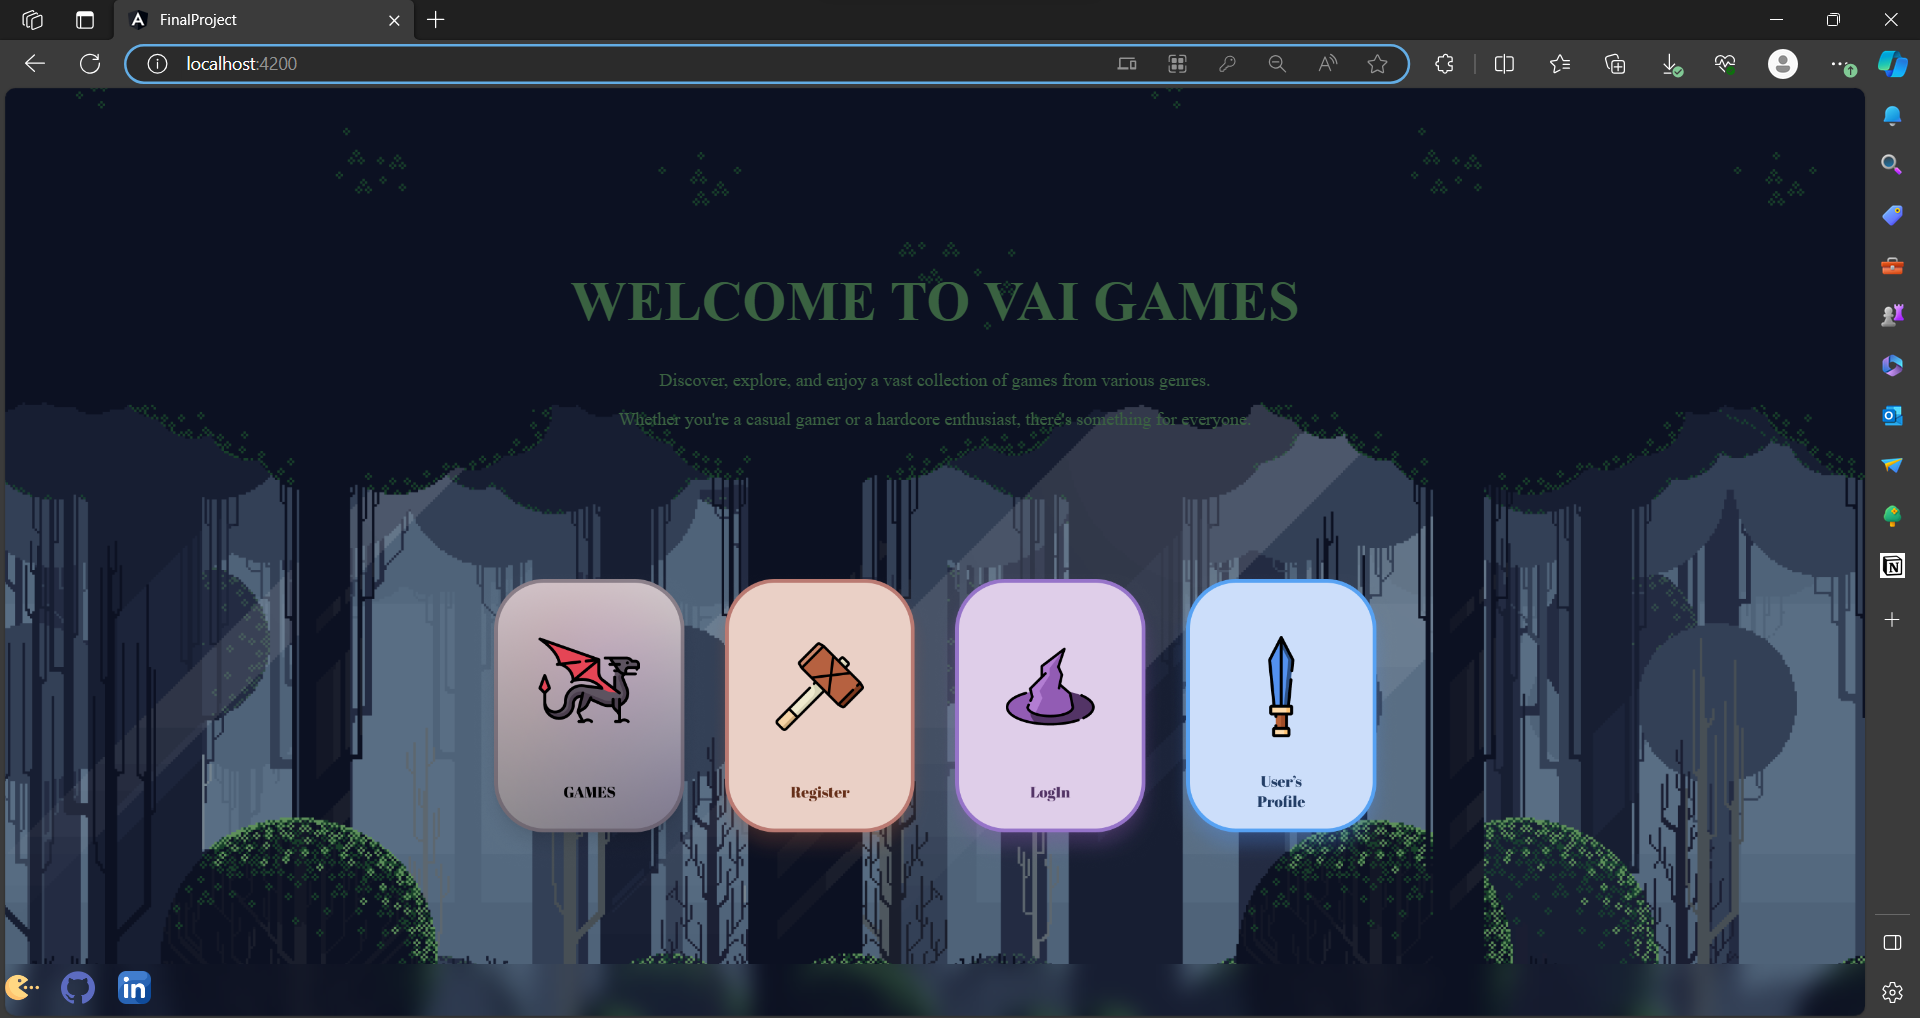 FinalProject
localhost:4200
WELCOME TO VAI GAMES
Discover, explore, and enjoy a vast collection of games from various genres.
Whether you're a casual gamer or a hardcore enthusiast, there's something for everyone.
GAMES
Register
LogIn
User's
Profile
in